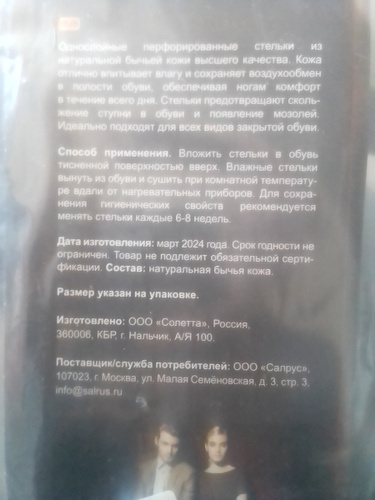 Однослойные перфорированные стельки из
натуральной бычьей кожи высшего качества. Кожа
отлично впитывает влагу и сохраняет воздухообмен
в полости обуви, обеспечивая ногам комфорт
в течение всего дня. Стельки предотвращают сколь-
жение ступни в обуви и появление мозолей.
Идеально подходят для всех видов закрытой обуви.
Способ применения. Вложить стельки в обувь
тисненной поверхностью вверх. Влажные стельки
вынуть из обуви и сушить при комнатной температу-
ре вдали от нагревательных приборов. Для сохра-
нения гигиенических свойств рекомендуется
менять стельки каждые 6-8 недель.
Дата изготовления: март 2024 года. Срок годности не
ограничен. Товар не подлежит обязательной серти-
фикации. Состав: натуральная бычья кожа.
Размер указан на упаковке.
Изготовлено: ООО «Солетта», Россия,
360006, КБР, г. Нальчик, А/Я 100.
Поставщик/служба потребителей: ООО «Салрус»,
107023, г. Москва, ул. Малая Семёновская, д. 3, стр. 3.
info@salrus.ru